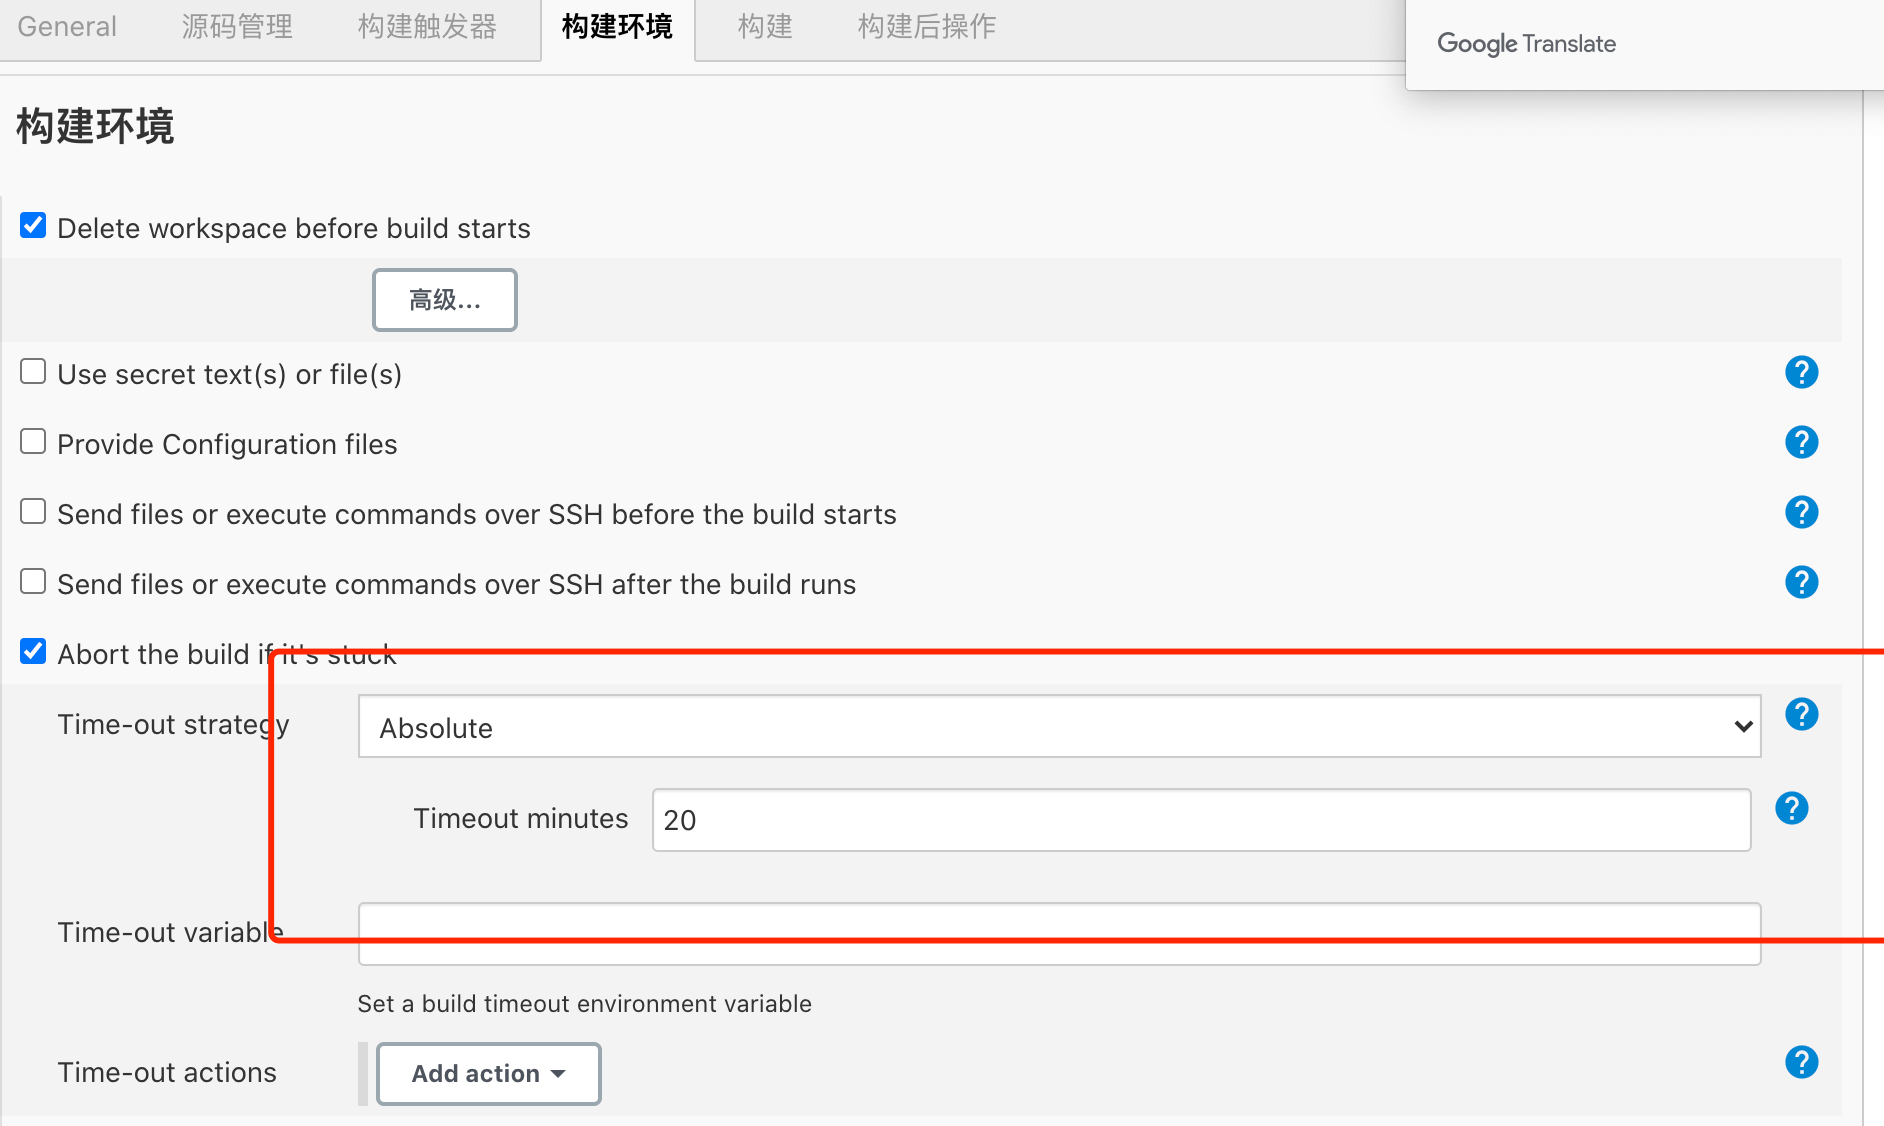 General 源码管理 构建触发器 构建环境 构建 构建后操作
Google Translate
构建环境
Delete workspace before build starts
高级...
Use secret text(s) or file(s)
Provide Configuration files
Send files or execute commands over SSH before the build starts
Send files or execute commands over SSH after the build runs
Abort the build if it's stuck
Time-out strategy Absolute
Timeout minutes 20
Time-out variable
Set a build timeout environment variable
Time-out actions Add action